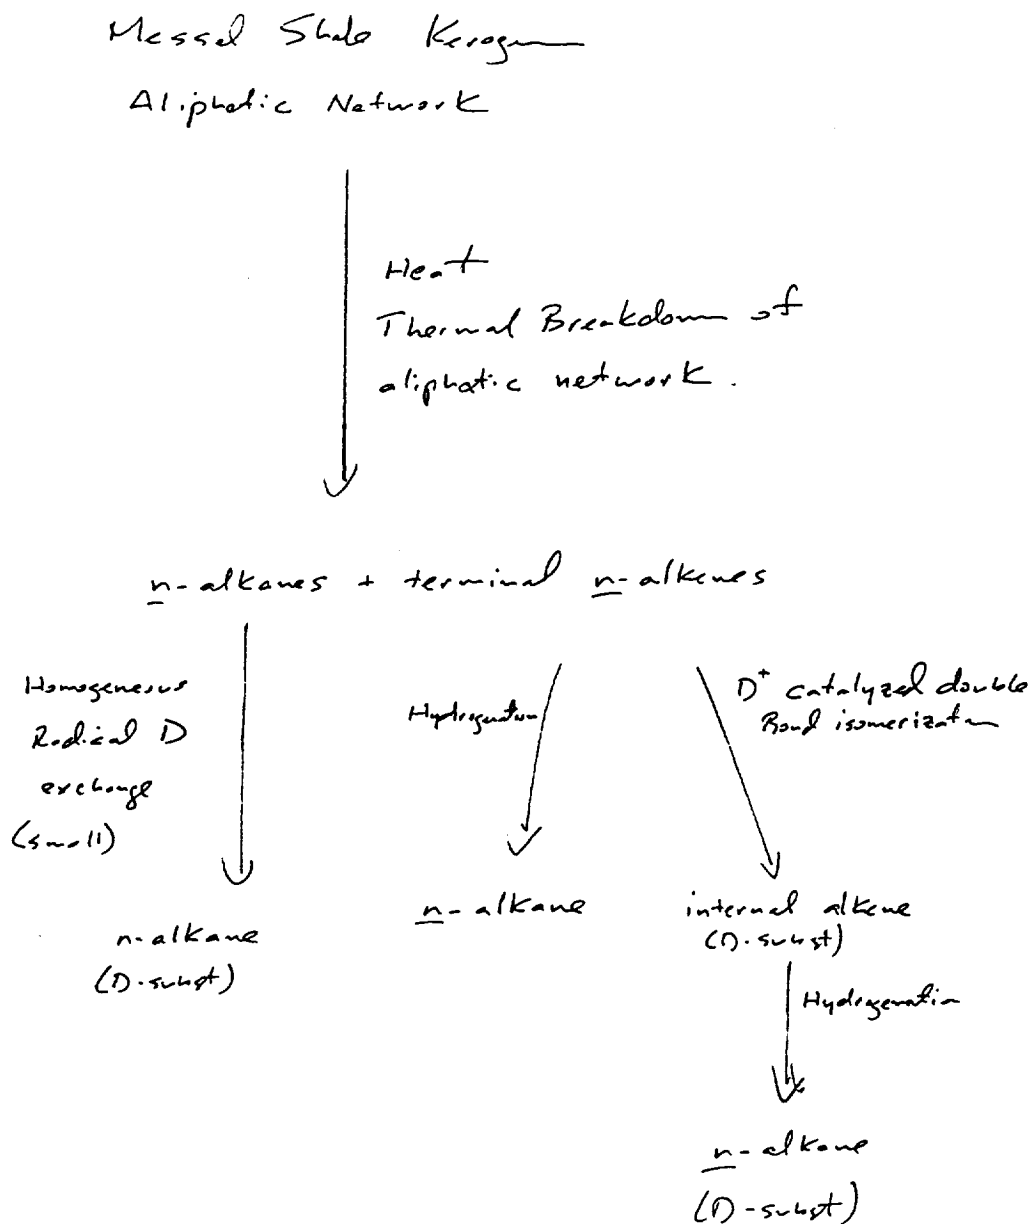 Messel Shale Kerogen
Aliphatic Network
Heat
Thermal Breakdown of
aliphatic network.
n-alkanes + terminal n-alkenes
Homogeneous
Radical D
exchange
(small)
Hydrogenation
D+ catalyzed double
Bond isomerization
n-alkane
(D-subst)
n-alkane
internal alkene
(D-subst)
Hydrogenation
n-alkane
(D-subst)